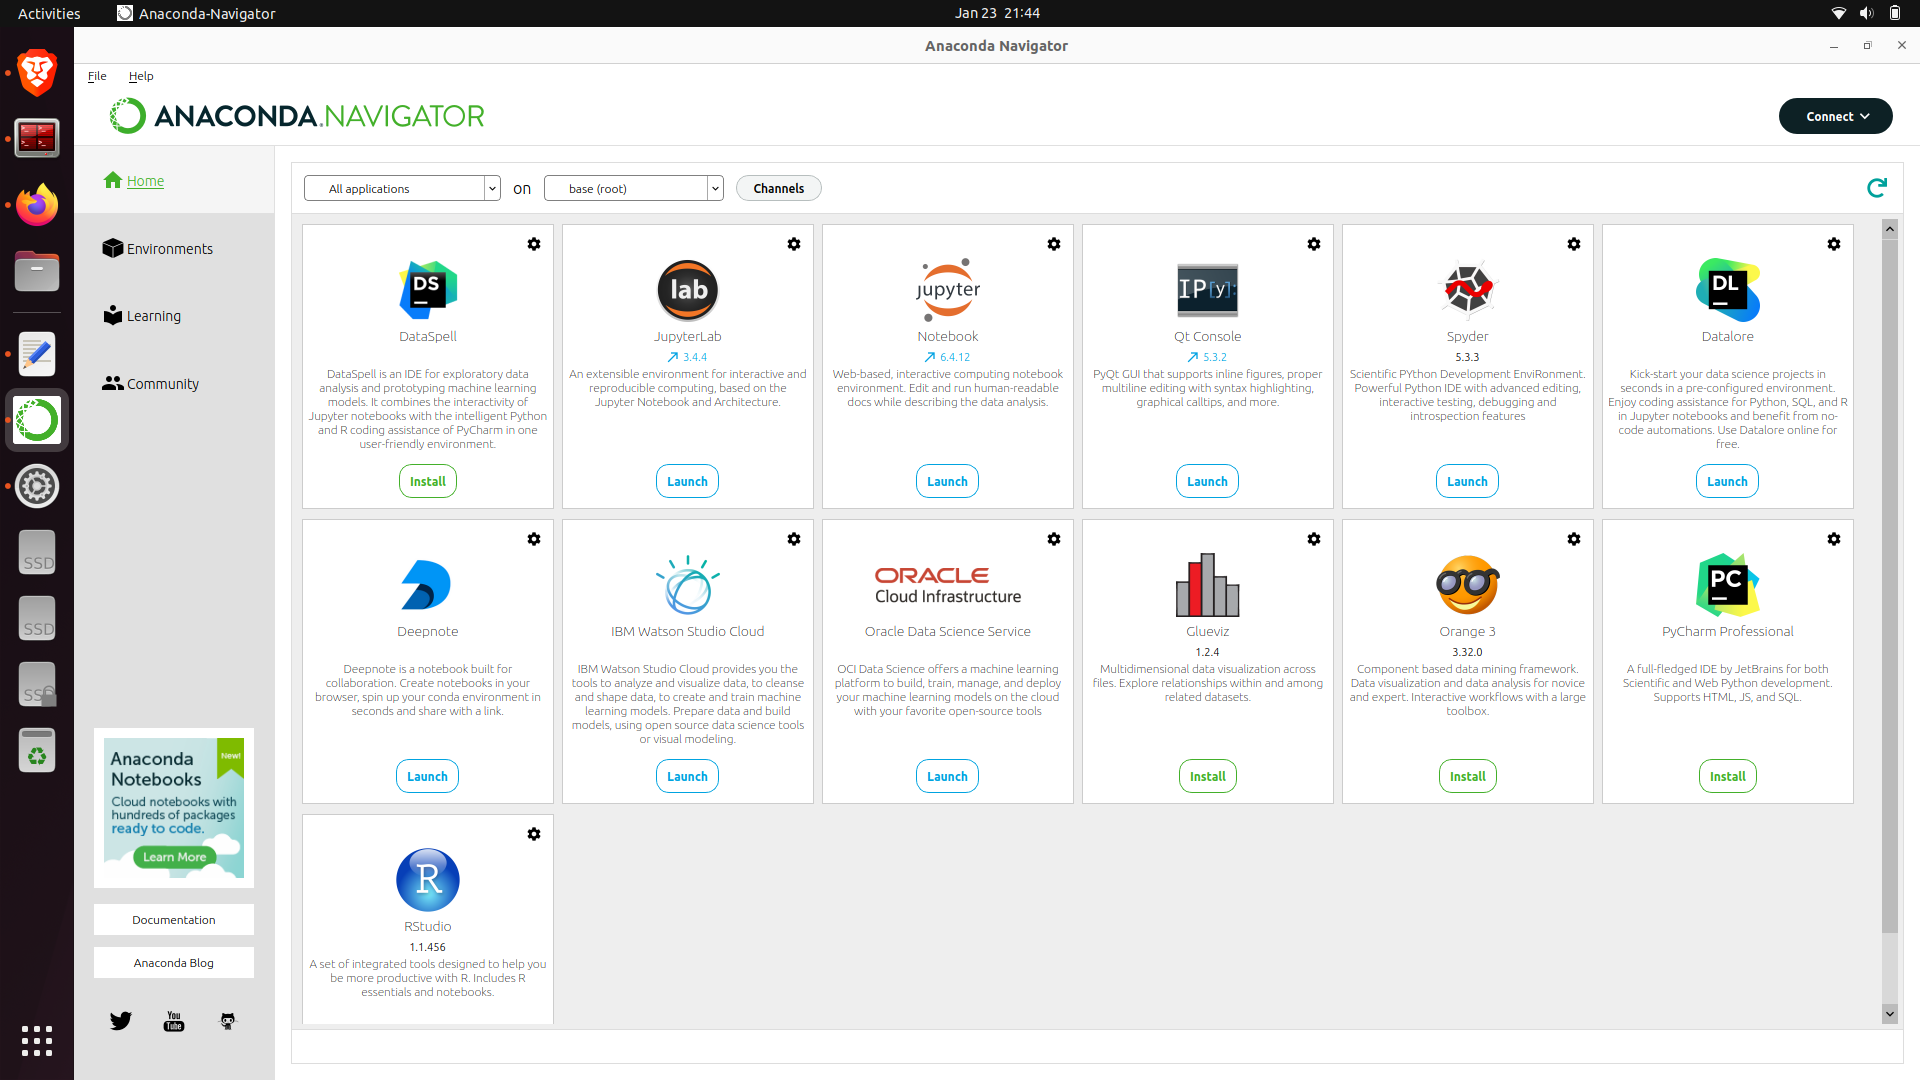 Activities
Anaconda-Navigator
Jan 23 21:44
Anaconda Navigator
File Help
ANACONDA.NAVIGATOR
Connect
Home
Environments
Learning
Community
All applications on base (root) Channels
DS
DataSpell
DataSpell is an IDE for exploratory data
analysis and prototyping machine learning
models. It combines the interactivity of
Jupyter notebooks with the intelligent Python
and R coding assistance of PyCharm in one
user-friendly environment.
Install
lab
JupyterLab
3.4.4
An extensible environment for interactive and
reproducible computing, based on the
Jupyter Notebook and Architecture.
Launch
jupyter
Notebook
6.4.12
Web-based, interactive computing notebook
environment. Edit and run human-readable
docs while describing the data analysis.
Launch
IP[y]:
Qt Console
5.3.2
PyQt GUI that supports inline figures, proper
multiline editing with syntax highlighting,
graphical calltips, and more.
Launch
Spyder
5.3.3
Scientific PYthon Development EnviRonment.
Powerful Python IDE with advanced editing,
interactive testing, debugging and
introspection features
Launch
DL
Datalore
Kick-start your data science projects in
seconds in a pre-configured environment.
Enjoy coding assistance for Python, SQL, and R
in Jupyter notebooks and benefit from no-
code automations. Use Datalore online for
free.
Launch
Deepnote
Deepnote is a notebook built for
collaboration. Create notebooks in your
browser, spin up your conda environment in
seconds and share with a link.
Launch
IBM Watson Studio Cloud
IBM Watson Studio Cloud provides you the
tools to analyze and visualize data, to cleanse
and shape data, to create and train machine
learning models. Prepare data and build
models, using open source data science tools
or visual modeling.
Launch
ORACLE
Cloud Infrastructure
Oracle Data Science Service
OCI Data Science offers a machine learning
platform to build, train, manage, and deploy
your machine learning models on the cloud
with your favorite open-source tools
Launch
Glueviz
1.2.4
Multidimensional data visualization across
files. Explore relationships within and among
related datasets.
Install
Orange 3
3.32.0
Component based data mining framework.
Data visualization and data analysis for novice
and expert. Interactive workflows with a large
toolbox.
Install
PC
PyCharm Professional
A full-fledged IDE by JetBrains for both
Scientific and Web Python development.
Supports HTML, JS, and SQL.
Install
R
RStudio
1.1.456
A set of integrated tools designed to help you
be more productive with R. Includes R
essentials and notebooks.
SSD
SSD
SSD
Anaconda
Notebooks
New!
Cloud notebooks with
hundreds of packages
ready to code.
Learn More
Documentation
Anaconda Blog
You
Tube